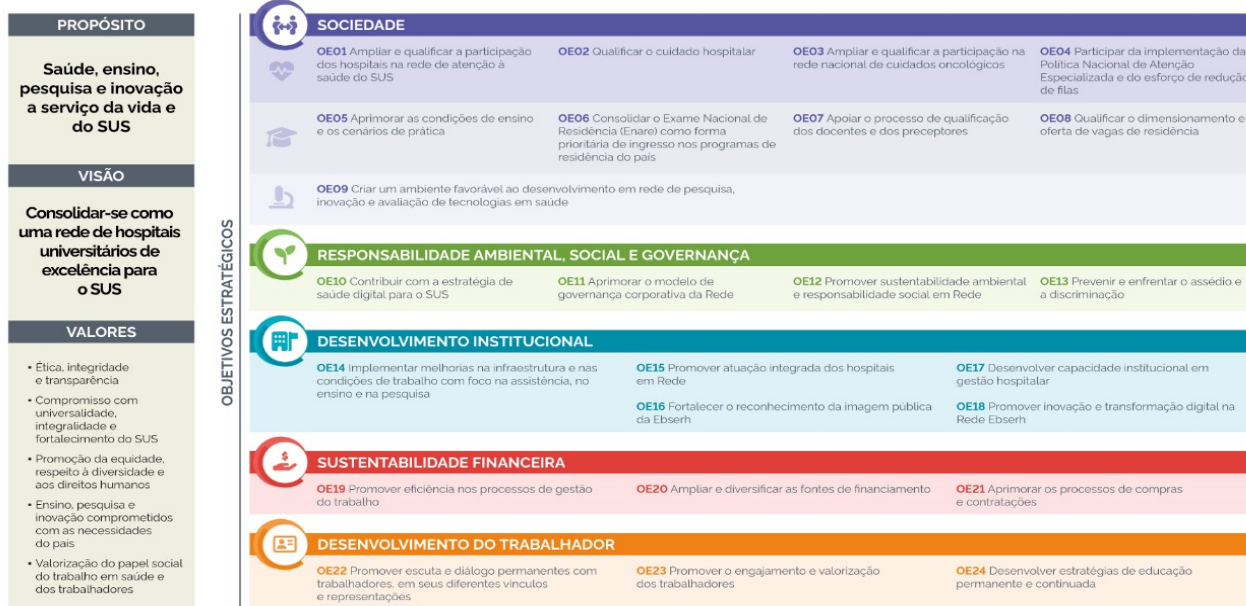 PROPÓSITO
Saúde, ensino,
pesquisa e inovação
a serviço da vida e
do SUS
VISÃO
Consolidar-se como
uma rede de hospitais
universitários de
excelência para
o SUS
VALORES
• Ética, integridade
e transparência
• Compromisso com
universalidade,
integralidade e
fortalecimento do SUS
• Promoção da equidade,
respeito à diversidade e
aos direitos humanos
• Ensino, pesquisa e
inovação comprometidos
com as necessidades
do país
• Valorização do papel social
do trabalho em saúde e
dos trabalhadores
OBJETIVOS ESTRATÉGICOS
SOCIEDADE
OE01 Ampliar e qualificar a participação
dos hospitais na rede de atenção à
saúde do SUS
OE02 Qualificar o cuidado hospitalar
OE03 Ampliar e qualificar a participação na
rede nacional de cuidados oncológicos
OE04 Participar da implementação da
Política Nacional de Atenção
Especializada e do esforço de redução
de filas
OE05 Aprimorar as condições de ensino
e os cenários de prática
OE06 Consolidar o Exame Nacional de
Residência (Enare) como forma
prioritária de ingresso nos programas de
residência do país
OE07 Apoiar o processo de qualificação
dos docentes e dos preceptores
OE08 Qualificar o dimensionamento e
oferta de vagas de residência
OE09 Criar um ambiente favorável ao desenvolvimento em rede de pesquisa,
inovação e avaliação de tecnologias em saúde
RESPONSABILIDADE AMBIENTAL, SOCIAL E GOVERNANÇA
OE10 Contribuir com a estratégia de
saúde digital para o SUS
OE11 Aprimorar o modelo de
governança corporativa da Rede
OE12 Promover sustentabilidade ambiental
e responsabilidade social em Rede
OE13 Prevenir e enfrentar o assédio e
a discriminação
DESENVOLVIMENTO INSTITUCIONAL
OE14 Implementar melhorias na infraestrutura e nas
condições de trabalho com foco na assistência, no
ensino e na pesquisa
OE15 Promover atuação integrada dos hospitais
em Rede
OE16 Fortalecer o reconhecimento da imagem pública
da Ebserh
OE17 Desenvolver capacidade institucional em
gestão hospitalar
OE18 Promover inovação e transformação digital na
Rede Ebserh
SUSTENTABILIDADE FINANCEIRA
OE19 Promover eficiência nos processos de gestão
do trabalho
OE20 Ampliar e diversificar as fontes de financiamento
OE21 Aprimorar os processos de compras
e contratações
DESENVOLVIMENTO DO TRABALHADOR
OE22 Promover escuta e diálogo permanentes com
trabalhadores, em seus diferentes vínculos
e representações
OE23 Promover o engajamento e valorização
dos trabalhadores
OE24 Desenvolver estratégias de educação
permanente e continuada